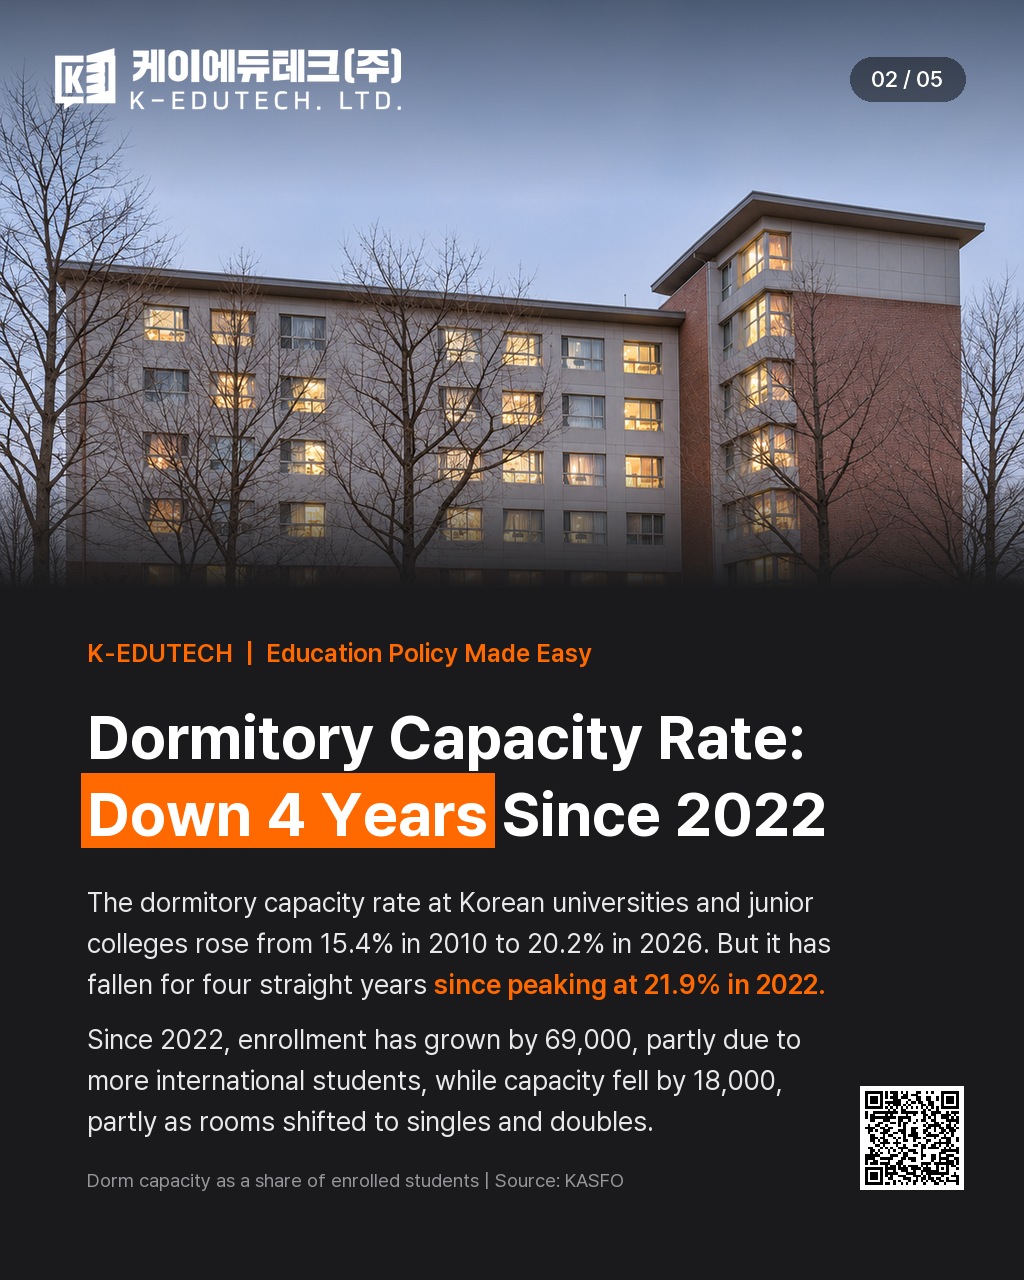 케이에듀테크(주)
K-EDUTECH. LTD.
02 / 05
K-EDUTECH | Education Policy Made Easy
Dormitory Capacity Rate:
Down 4 Years Since 2022
The dormitory capacity rate at Korean universities and junior
colleges rose from 15.4% in 2010 to 20.2% in 2026. But it has
fallen for four straight years since peaking at 21.9% in 2022.
Since 2022, enrollment has grown by 69,000, partly due to
more international students, while capacity fell by 18,000,
partly as rooms shifted to singles and doubles.
Dorm capacity as a share of enrolled students | Source: KASFO